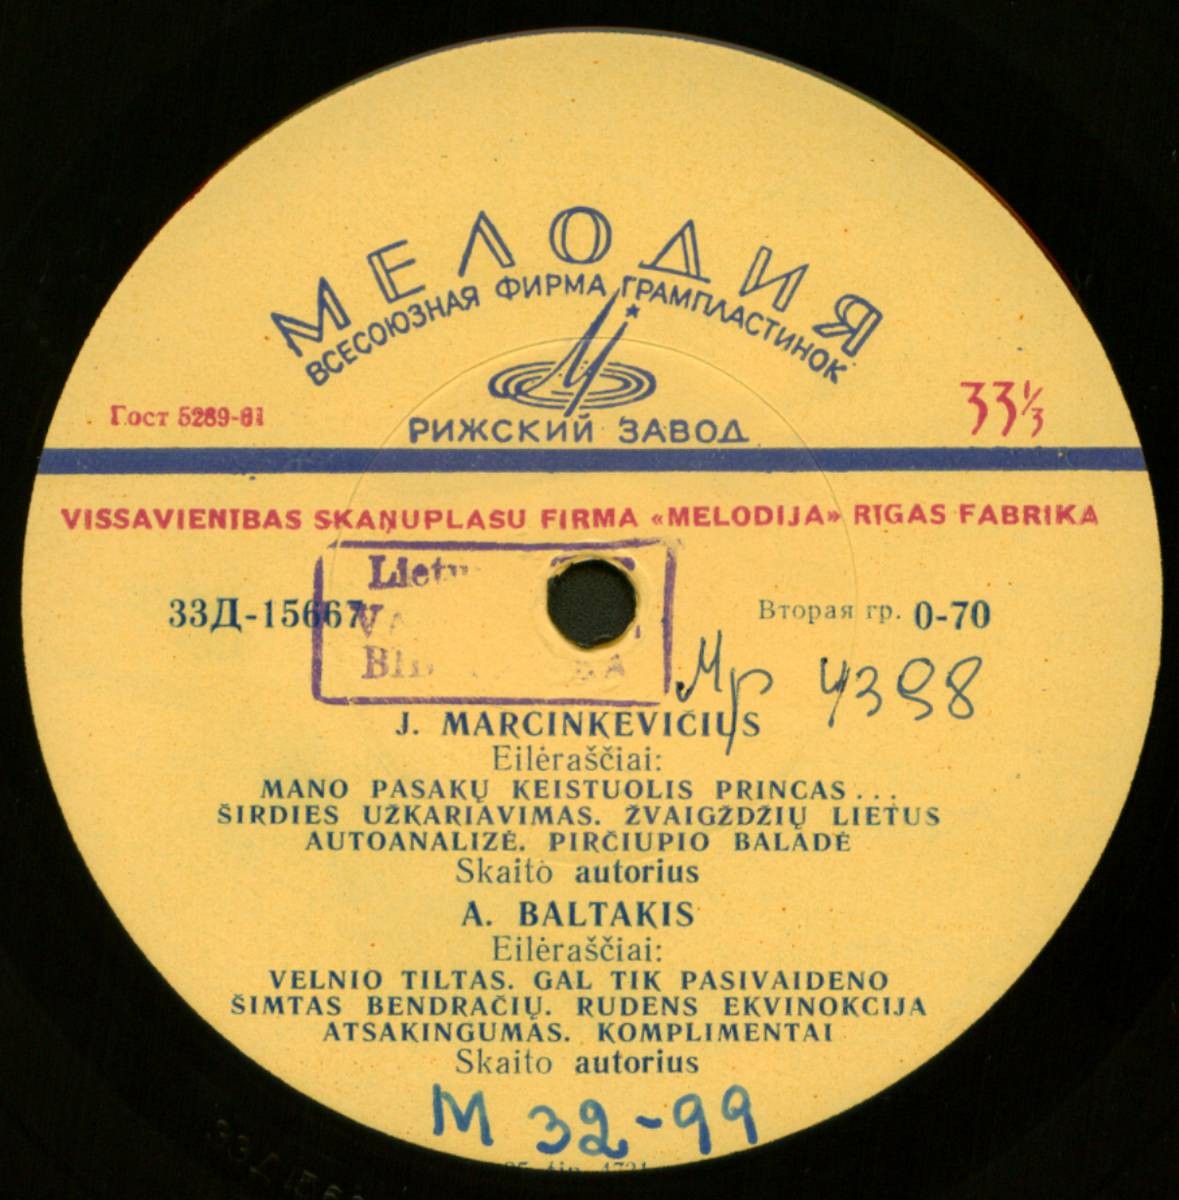 МЕЛОДИЯ
ВСЕСОЮЗНАЯ ФИРМА ГРАМПЛАСТИНОК
РИЖСКИЙ ЗАВОД
Гост 5289-61
33⅓
VISSAVIENIBAS SKAŅUPLASU FIRMA «MELODIJA» RIGAS FABRIKA
33Д-15667
Вторая гр. 0-70
Мр 4398
J. MARCINKEVIČIUS
Eilėraščiai:
MANO PASAKŲ KEISTUOLIS PRINCAS...
ŠIRDIES UŽKARIAVIMAS. ŽVAIGŽDŽIŲ LIETUS
AUTOANALIZĖ. PIRČIUPIO BALADĖ
Skaito autorius
A. BALTAKIS
Eilėraščiai:
VELNIO TILTAS. GAL TIK PASIVAIDENO
ŠIMTAS BENDRAČIŲ. RUDENS EKVINOKCIJA
ATSAKINGUMAS. KOMPLIMENTAI
Skaito autorius
M 32-99